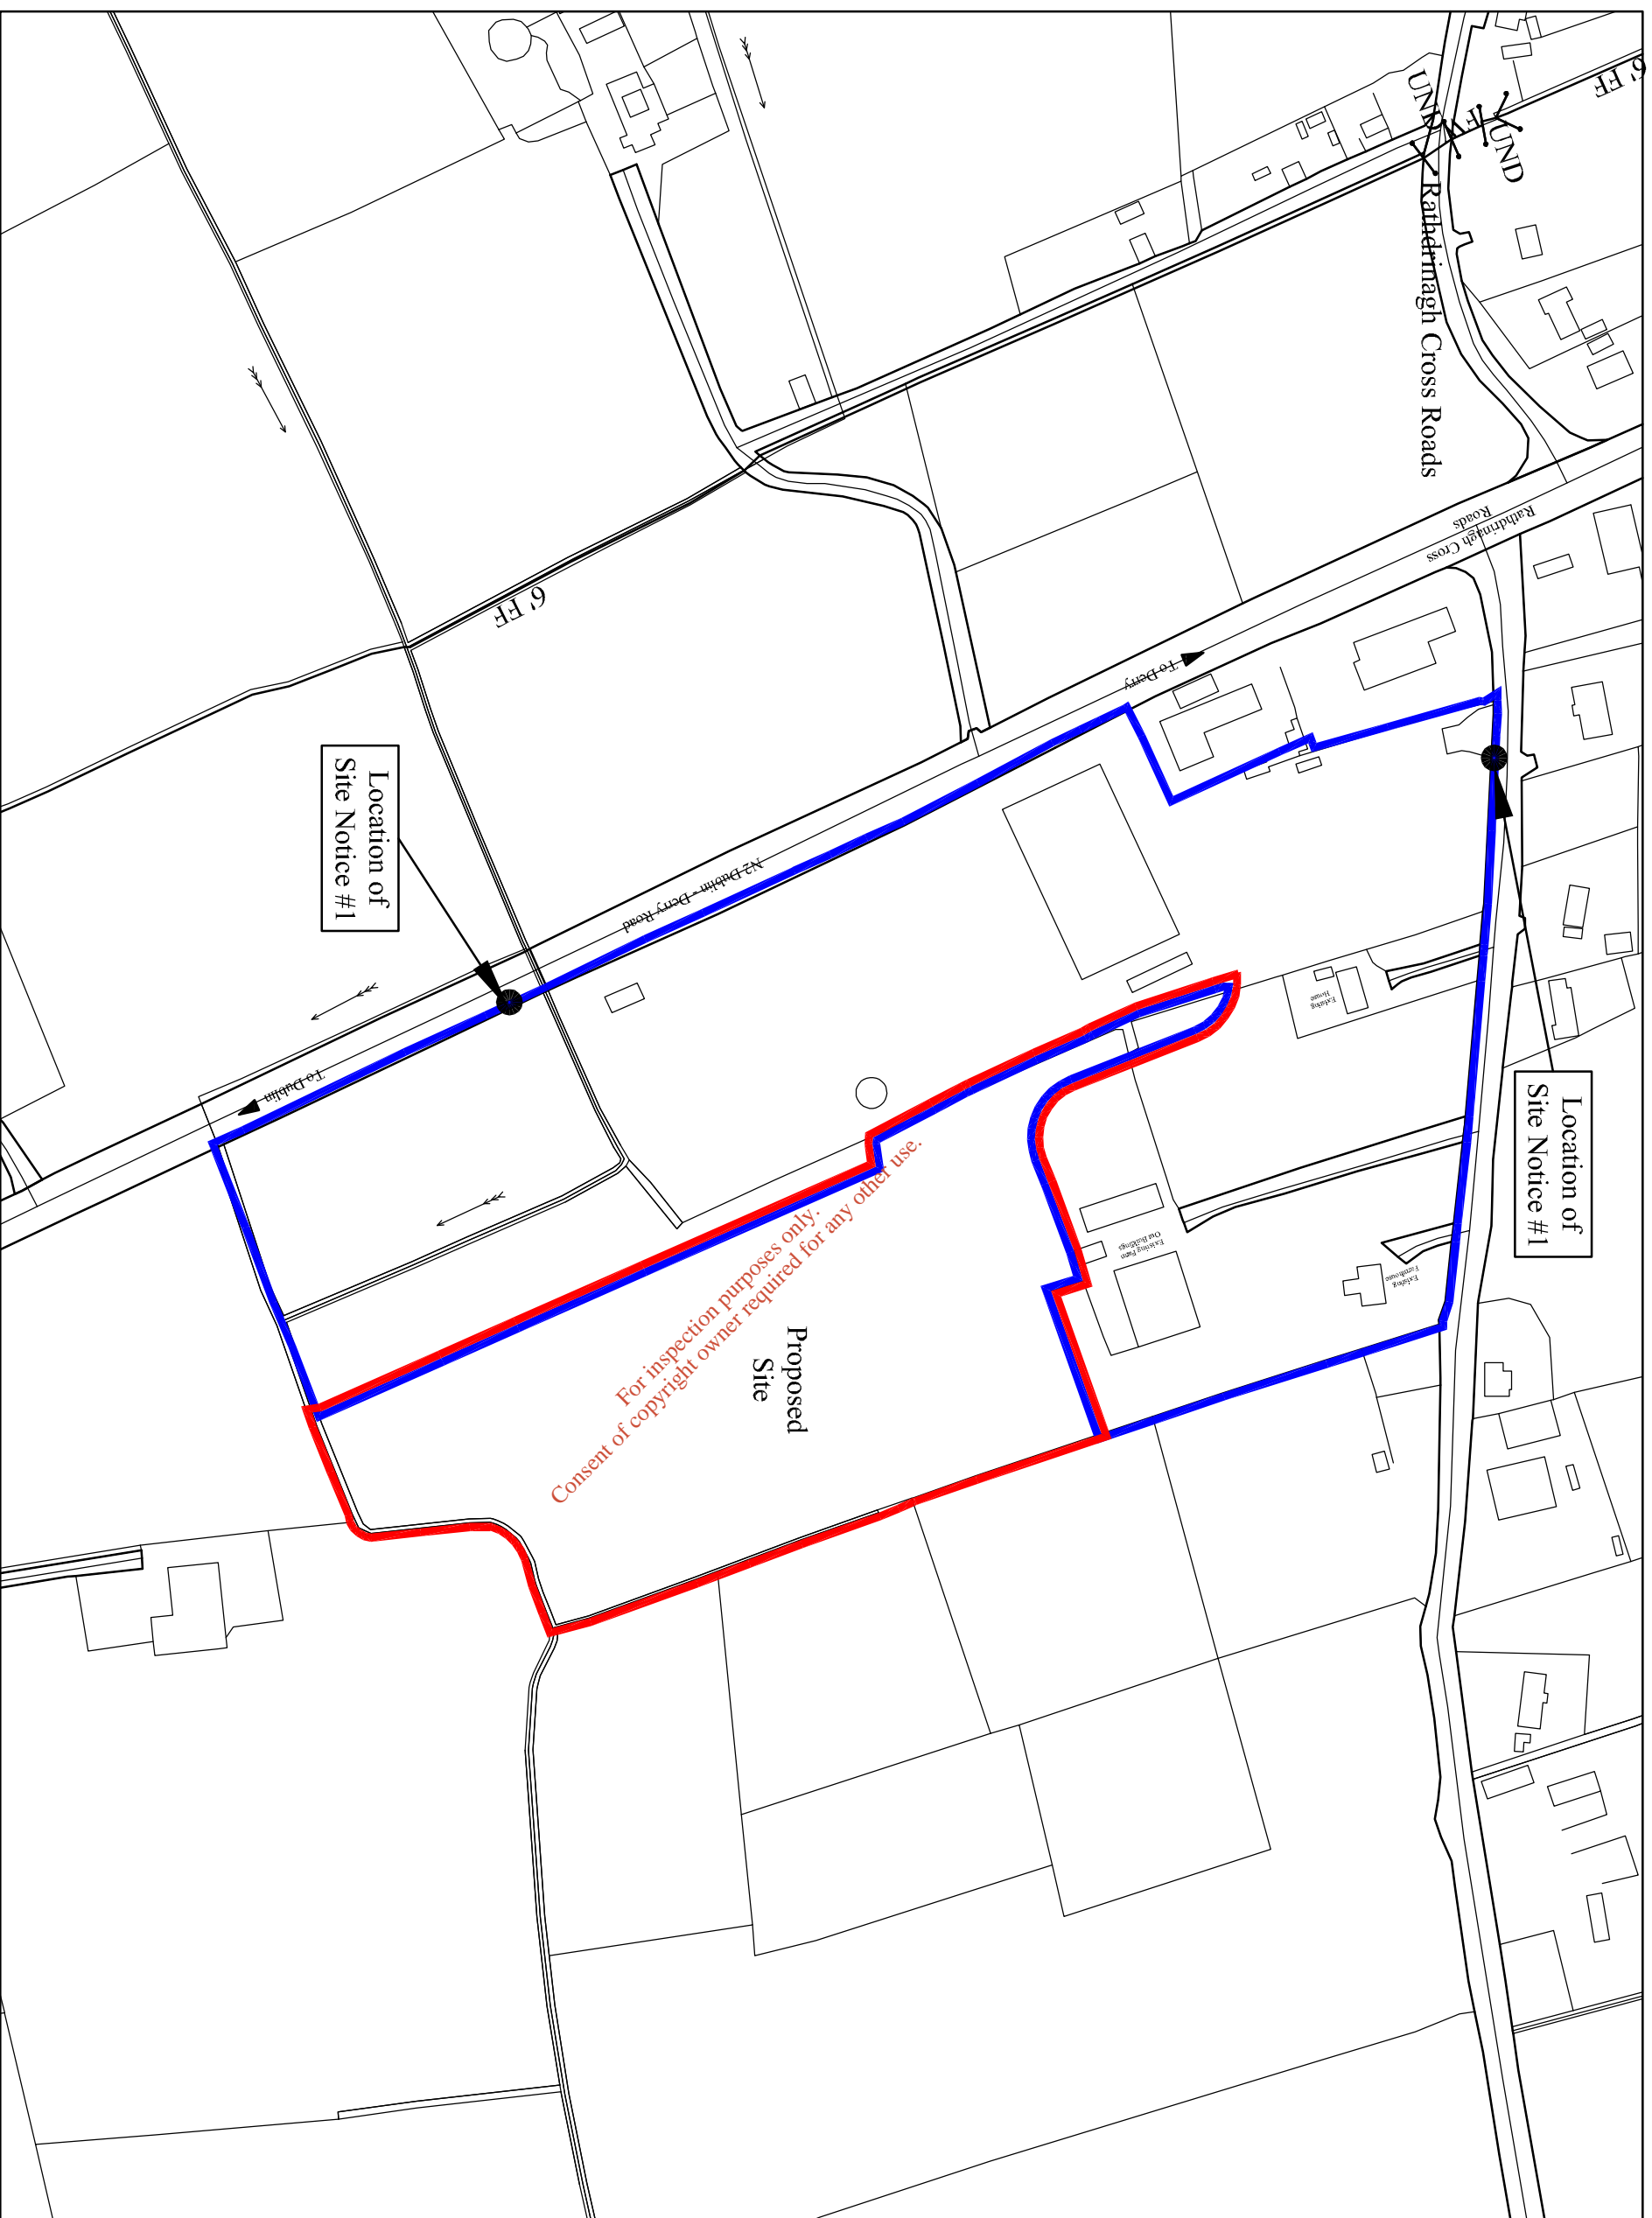 6' FF
UND
FW
UND
Rathdrinagh Cross Roads
Rathdrinagh Cross
Roads
6' FF
To Derry
N2 Dublin - Derry Road
To Dublin
Location of
Site Notice #1
Location of
Site Notice #1
Existing
House
Existing Farm
Out Buildings
Existing
Farmhouse
Proposed
Site
For inspection purposes only.
Consent of copyright owner required for any other use.